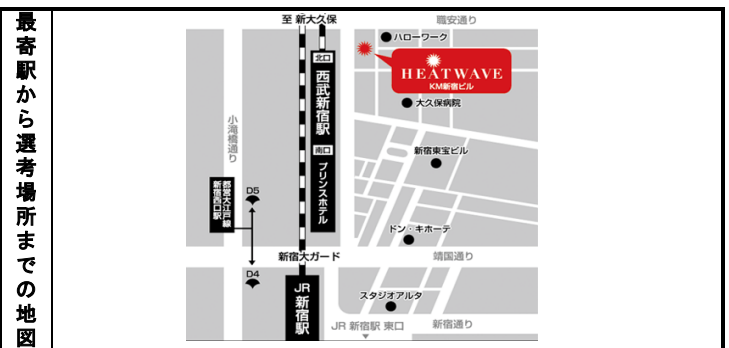 最寄駅から選考場所までの地図
至 新大久保
職安通り
ハローワーク
北口
HEATWAVE
KM新宿ビル
西武新宿駅
大久保病院
小滝橋通り
南口
新宿東宝ビル
プリンスホテル
都営大江戸線
新宿西口駅
D5
ドン・キホーテ
新宿大ガード
靖国通り
D4
JR
新宿駅
スタジオアルタ
JR 新宿駅 東口
新宿通り